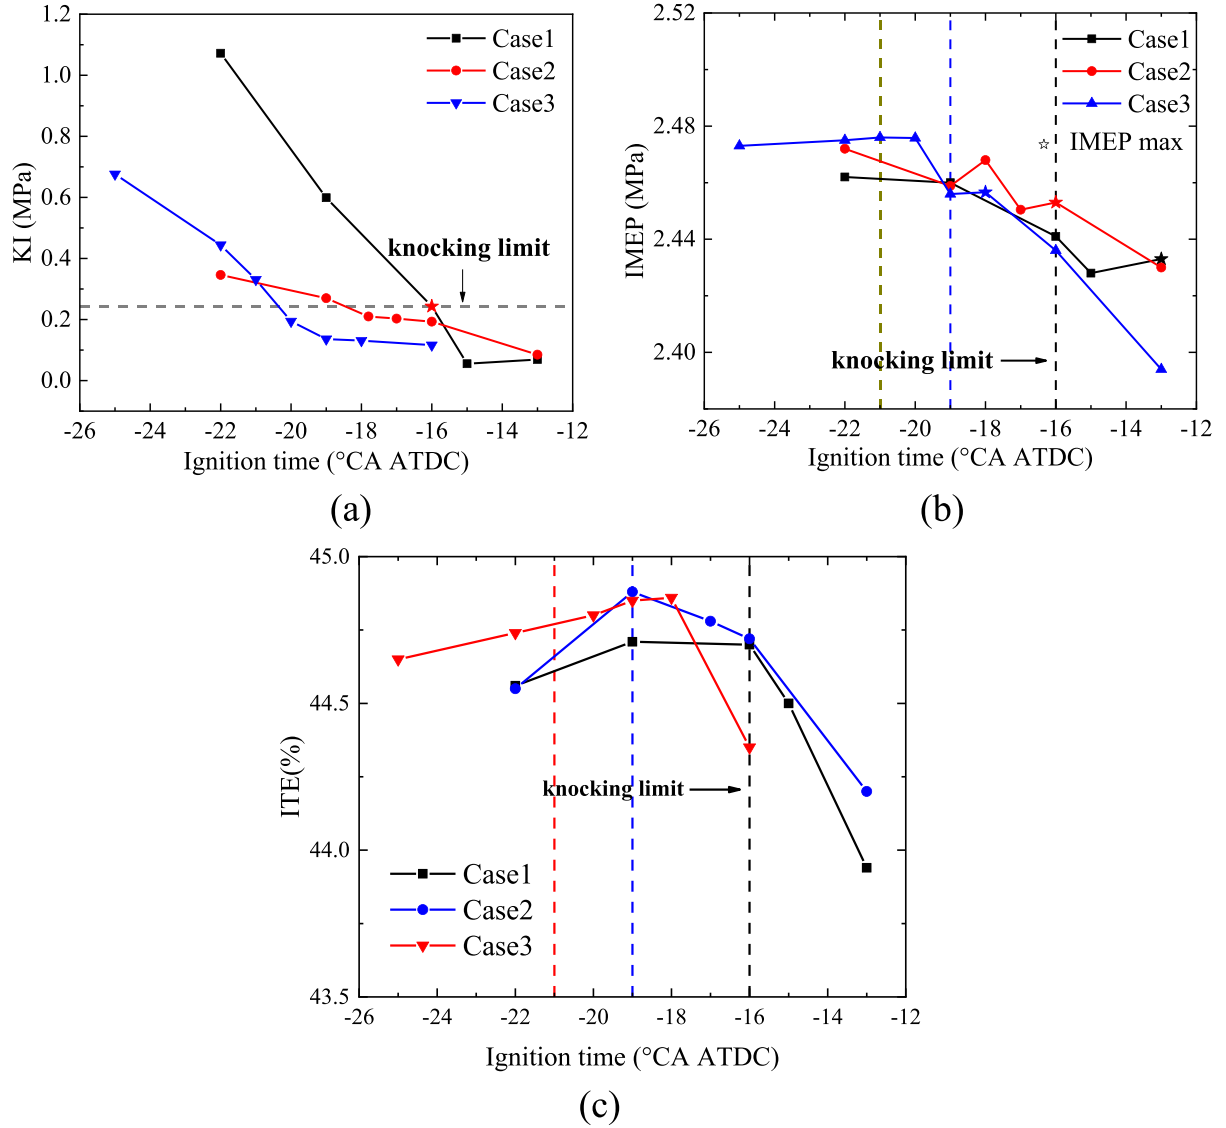 1.2
1.0
0.8
0.6
0.4
0.2
0.0
KI (MPa)
Case1
Case2
Case3
knocking limit
-26 -24 -22 -20 -18 -16 -14 -12
Ignition time (°CA ATDC)
(a)
2.52
2.48
2.44
2.40
IMEP (MPa)
Case1
Case2
Case3
☆ IMEP max
knocking limit
-26 -24 -22 -20 -18 -16 -14 -12
Ignition time (°CA ATDC)
(b)
45.0
44.5
44.0
43.5
ITE(%)
knocking limit
Case1
Case2
Case3
-26 -24 -22 -20 -18 -16 -14 -12
Ignition time (°CA ATDC)
(c)